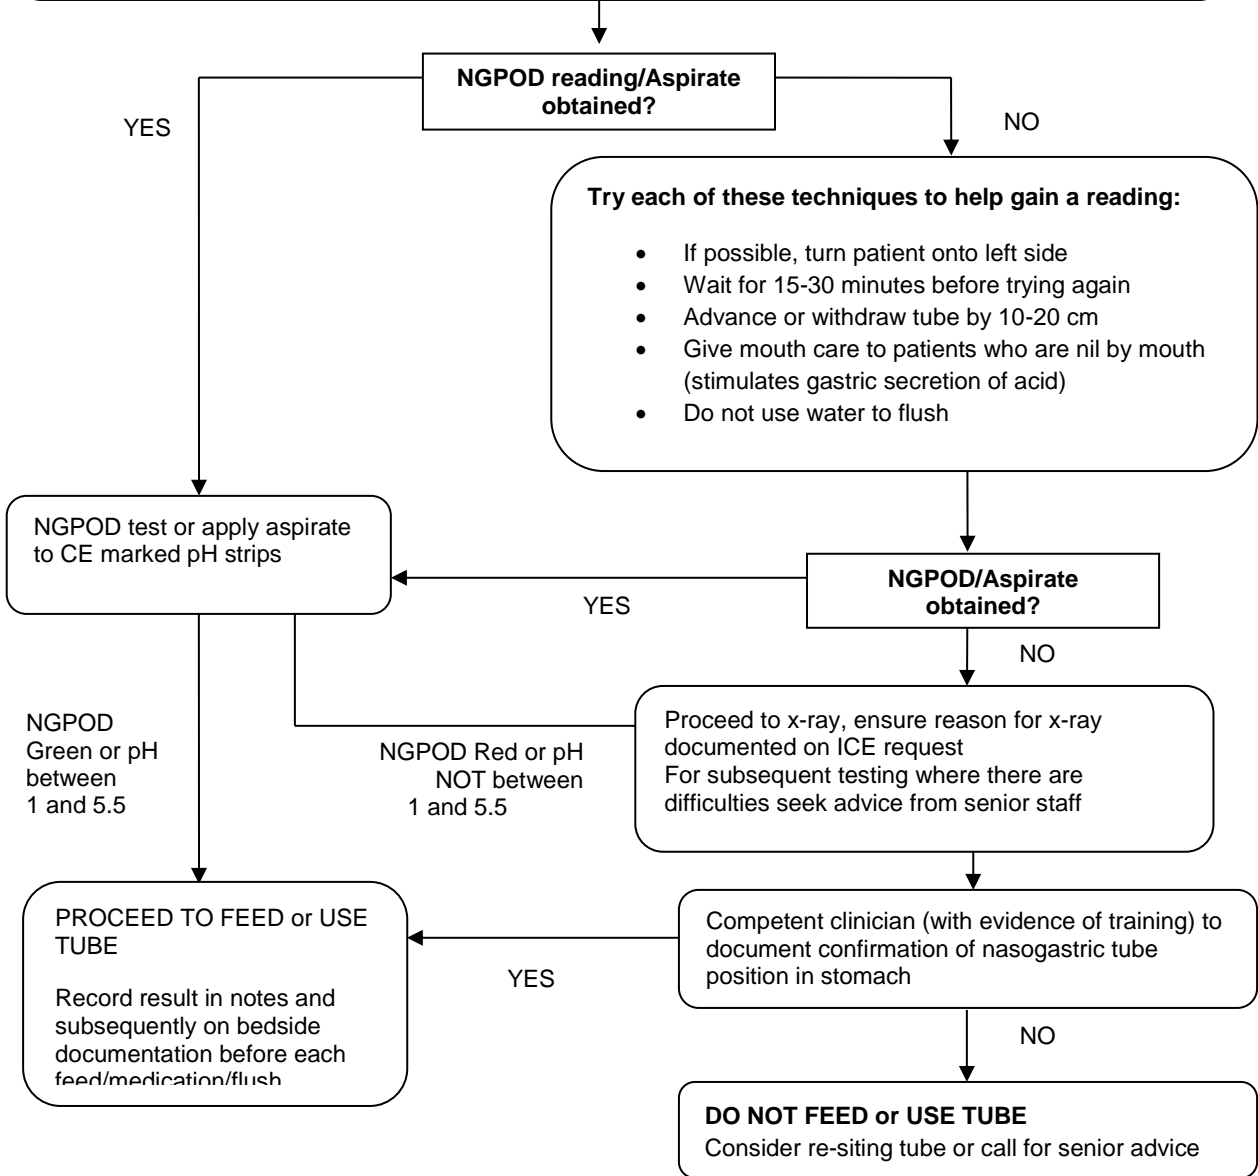 NGPOD reading/Aspirate
obtained?
YES
NO
Try each of these techniques to help gain a reading:
• If possible, turn patient onto left side
• Wait for 15-30 minutes before trying again
• Advance or withdraw tube by 10-20 cm
• Give mouth care to patients who are nil by mouth
(stimulates gastric secretion of acid)
• Do not use water to flush
NGPOD test or apply aspirate
to CE marked pH strips
NGPOD/Aspirate
obtained?
YES
NO
NGPOD
Green or pH
between
1 and 5.5
NGPOD Red or pH
NOT between
1 and 5.5
Proceed to x-ray, ensure reason for x-ray
documented on ICE request
For subsequent testing where there are
difficulties seek advice from senior staff
PROCEED TO FEED or USE
TUBE
Record result in notes and
subsequently on bedside
documentation before each
feed/medication/flush
YES
Competent clinician (with evidence of training) to
document confirmation of nasogastric tube
position in stomach
NO
DO NOT FEED or USE TUBE
Consider re-siting tube or call for senior advice